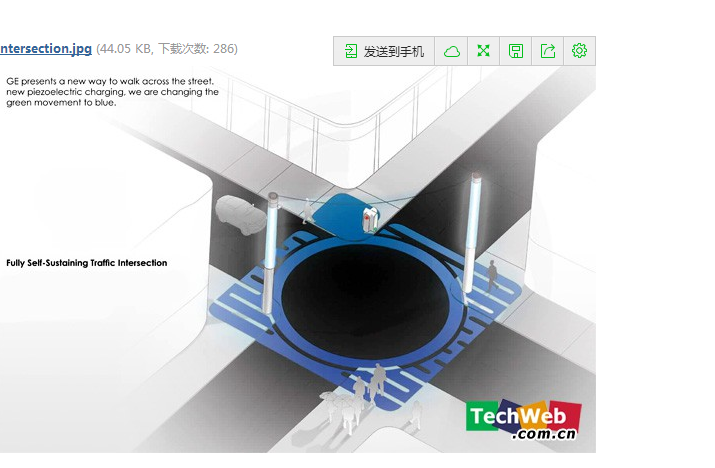 ntersection.jpg (44.05 KB, 下载次数: 286)
发送到手机
GE presents a new way to walk across the street,
new piezoelectric charging, we are changing the
green movement to blue.
Fully Self-Sustaining Traffic Intersection
TechWeb
.com.cn